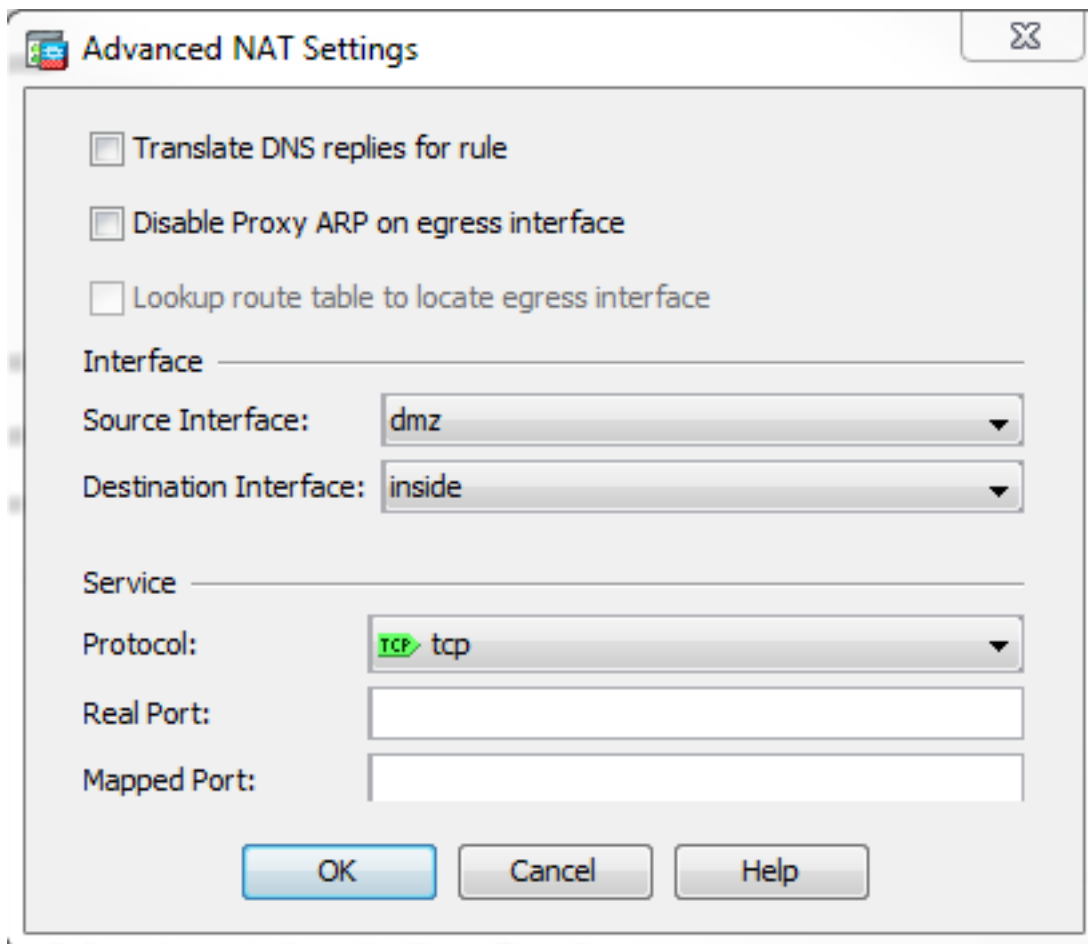 Advanced NAT Settings
Translate DNS replies for rule
Disable Proxy ARP on egress interface
Lookup route table to locate egress interface
Interface
Source Interface: dmz
Destination Interface: inside
Service
Protocol: TCP tcp
Real Port:
Mapped Port:
OK Cancel Help